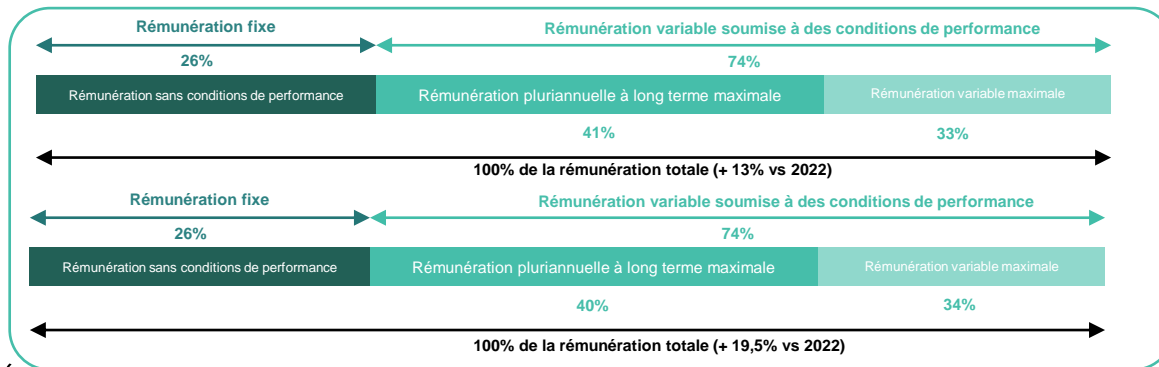 Rémunération fixe
Rémunération variable soumise à des conditions de performance
26%
74%
Rémunération sans conditions de performance
Rémunération pluriannuelle à long terme maximale
Rémunération variable maximale
41%
33%
100% de la rémunération totale (+ 13% vs 2022)
Rémunération fixe
Rémunération variable soumise à des conditions de performance
26%
74%
Rémunération sans conditions de performance
Rémunération pluriannuelle à long terme maximale
Rémunération variable maximale
40%
34%
100% de la rémunération totale (+ 19,5% vs 2022)